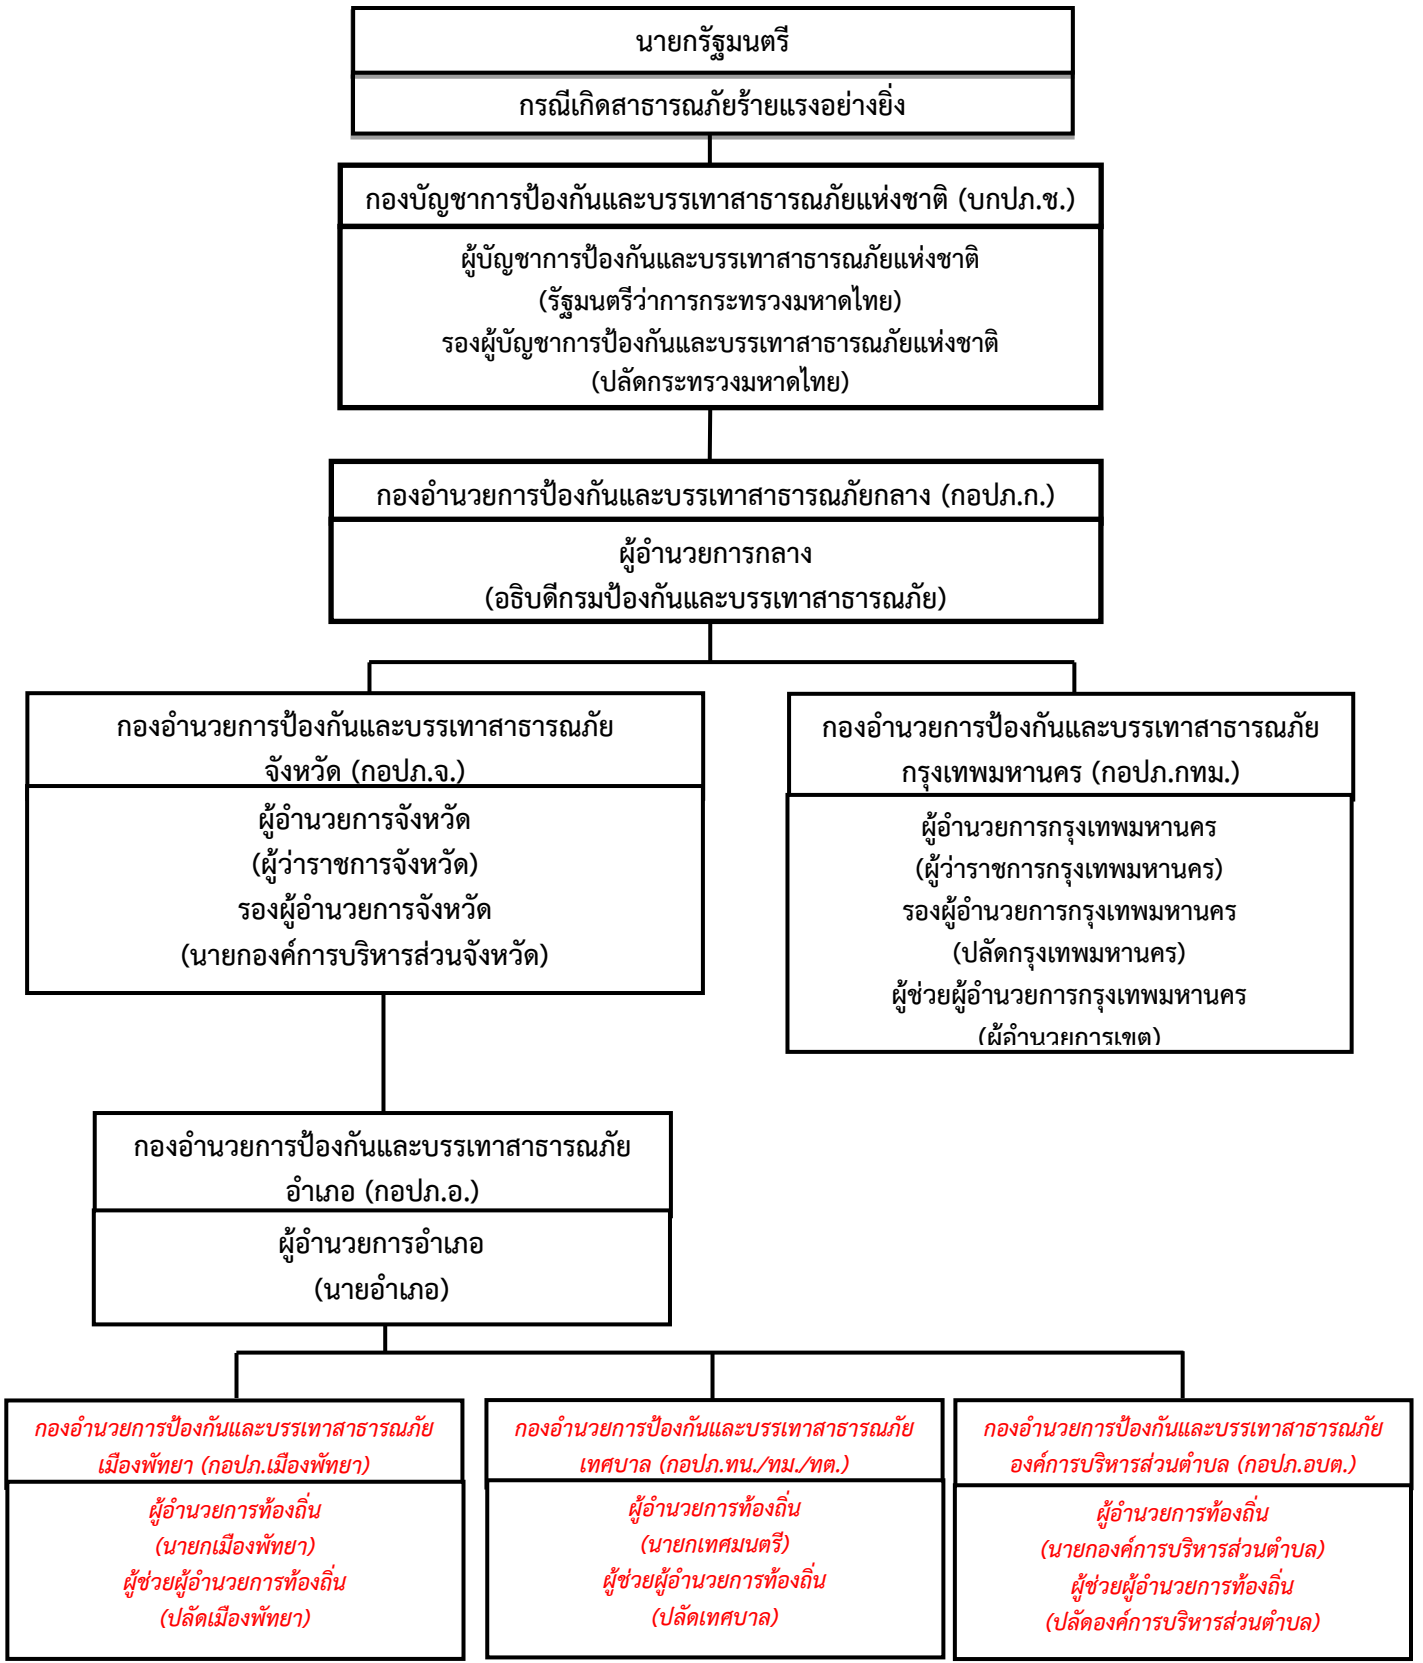 นายกรัฐมนตรี
กรณีเกิดสาธารณภัยร้ายแรงอย่างยิ่ง
กองบัญชาการป้องกันและบรรเทาสาธารณภัยแห่งชาติ (บกปภ.ช.)
ผู้บัญชาการป้องกันและบรรเทาสาธารณภัยแห่งชาติ
(รัฐมนตรีว่าการกระทรวงมหาดไทย)
รองผู้บัญชาการป้องกันและบรรเทาสาธารณภัยแห่งชาติ
(ปลัดกระทรวงมหาดไทย)
กองอำนวยการป้องกันและบรรเทาสาธารณภัยกลาง (กอปภ.ก.)
ผู้อำนวยการกลาง
(อธิบดีกรมป้องกันและบรรเทาสาธารณภัย)
กองอำนวยการป้องกันและบรรเทาสาธารณภัย
จังหวัด (กอปภ.จ.)
ผู้อำนวยการจังหวัด
(ผู้ว่าราชการจังหวัด)
รองผู้อำนวยการจังหวัด
(นายกองค์การบริหารส่วนจังหวัด)
กองอำนวยการป้องกันและบรรเทาสาธารณภัย
กรุงเทพมหานคร (กอปภ.กทม.)
ผู้อำนวยการกรุงเทพมหานคร
(ผู้ว่าราชการกรุงเทพมหานคร)
รองผู้อำนวยการกรุงเทพมหานคร
(ปลัดกรุงเทพมหานคร)
ผู้ช่วยผู้อำนวยการกรุงเทพมหานคร
(ผู้อำนวยการเขต)
กองอำนวยการป้องกันและบรรเทาสาธารณภัย
อำเภอ (กอปภ.อ.)
ผู้อำนวยการอำเภอ
(นายอำเภอ)
กองอำนวยการป้องกันและบรรเทาสาธารณภัย
เมืองพัทยา (กอปภ.เมืองพัทยา)
ผู้อำนวยการท้องถิ่น
(นายกเมืองพัทยา)
ผู้ช่วยผู้อำนวยการท้องถิ่น
(ปลัดเมืองพัทยา)
กองอำนวยการป้องกันและบรรเทาสาธารณภัย
เทศบาล (กอปภ.ทน./ทม./ทต.)
ผู้อำนวยการท้องถิ่น
(นายกเทศมนตรี)
ผู้ช่วยผู้อำนวยการท้องถิ่น
(ปลัดเทศบาล)
กองอำนวยการป้องกันและบรรเทาสาธารณภัย
องค์การบริหารส่วนตำบล (กอปภ.อบต.)
ผู้อำนวยการท้องถิ่น
(นายกองค์การบริหารส่วนตำบล)
ผู้ช่วยผู้อำนวยการท้องถิ่น
(ปลัดองค์การบริหารส่วนตำบล)